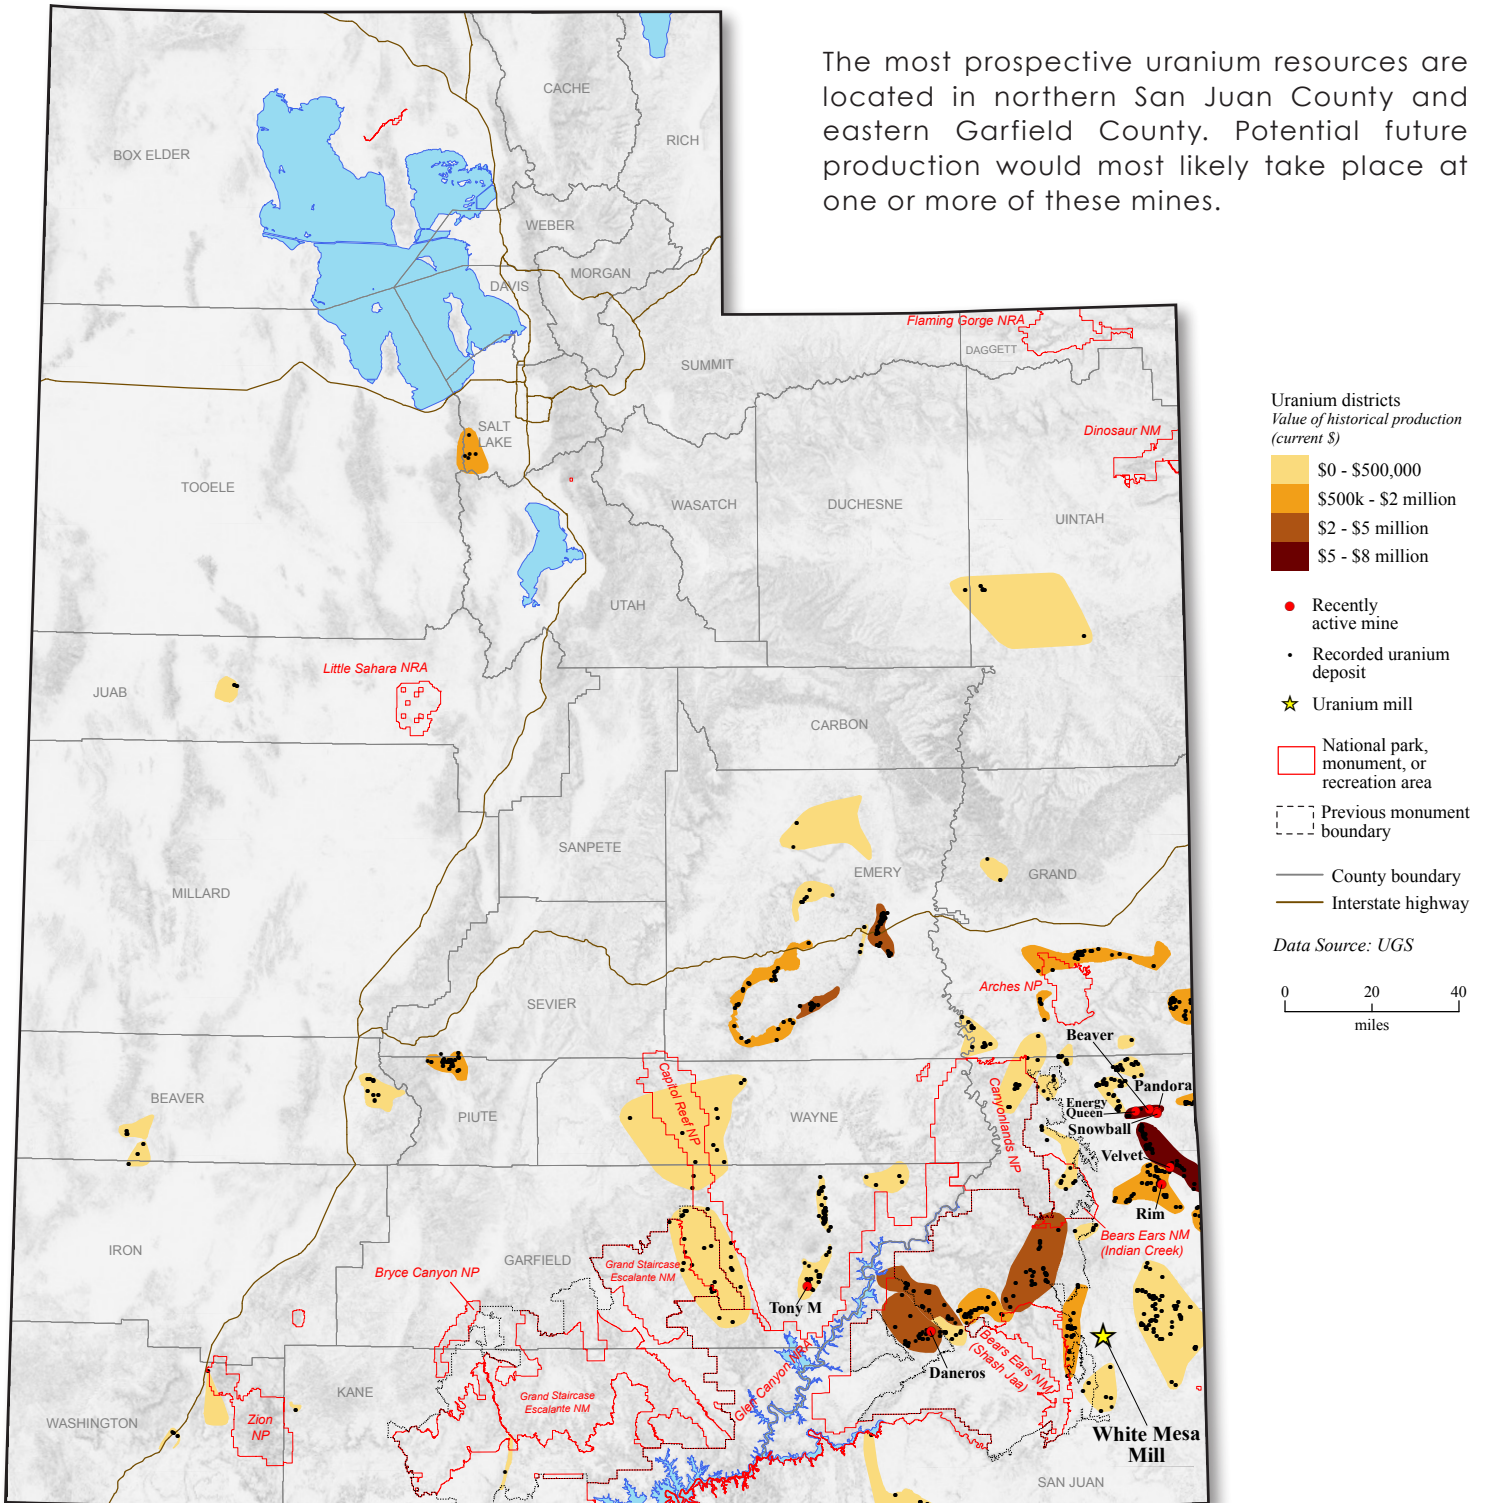 The most prospective uranium resources are
located in northern San Juan County and
eastern Garfield County. Potential future
production would most likely take place at
one or more of these mines.
CACHE
RICH
BOX ELDER
WEBER
MORGAN
DAVIS
Flaming Gorge NRA
DAGGETT
SUMMIT
SALT
LAKE
Dinosaur NM
TOOELE
WASATCH
DUCHESNE
UINTAH
UTAH
Little Sahara NRA
JUAB
CARBON
SANPETE
EMERY
GRAND
MILLARD
Arches NP
SEVIER
Beaver
Pandora
Energy
Queen
Snowball
Velvet
Rim
BEAVER
PIUTE
Capitol Reef NP
WAYNE
Canyonlands NP
Bears Ears NM
(Indian Creek)
IRON
GARFIELD
Bryce Canyon NP
Grand Staircase
Escalante NM
Tony M
Glen Canyon NRA
Daneros
Bears Ears NM
(Shash Jaa)
KANE
Grand Staircase
Escalante NM
WASHINGTON
Zion
NP
White Mesa
Mill
SAN JUAN
Uranium districts
Value of historical production
(current $)
$0 - $500,000
$500k - $2 million
$2 - $5 million
$5 - $8 million
Recently
active mine
Recorded uranium
deposit
Uranium mill
National park,
monument, or
recreation area
Previous monument
boundary
County boundary
Interstate highway
Data Source: UGS
0 20 40
miles